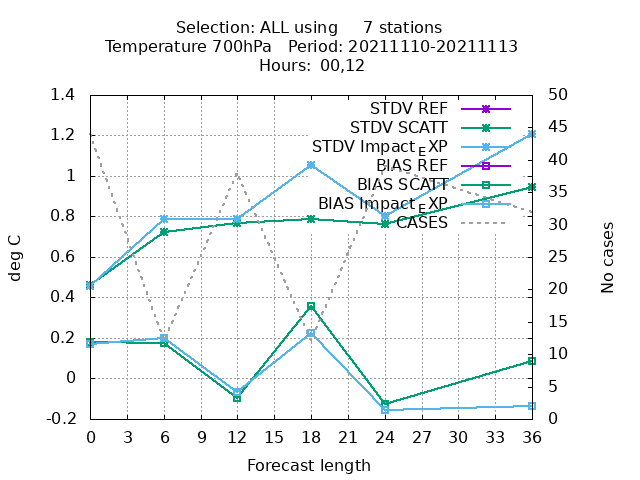 Selection: ALL using     7 stations
Temperature 700hPa   Period: 20211110-20211113
Hours:  00,12
1.4
1.2
1
0.8
0.6
0.4
0.2
0
-0.2
50
45
40
35
30
25
20
15
10
5
0
STDV REF
STDV SCATT
STDV Impact_EXP
BIAS REF
BIAS SCATT
BIAS Impact_EXP
CASES
deg C
No cases
0 3 6 9 12 15 18 21 24 27 30 33 36
Forecast length